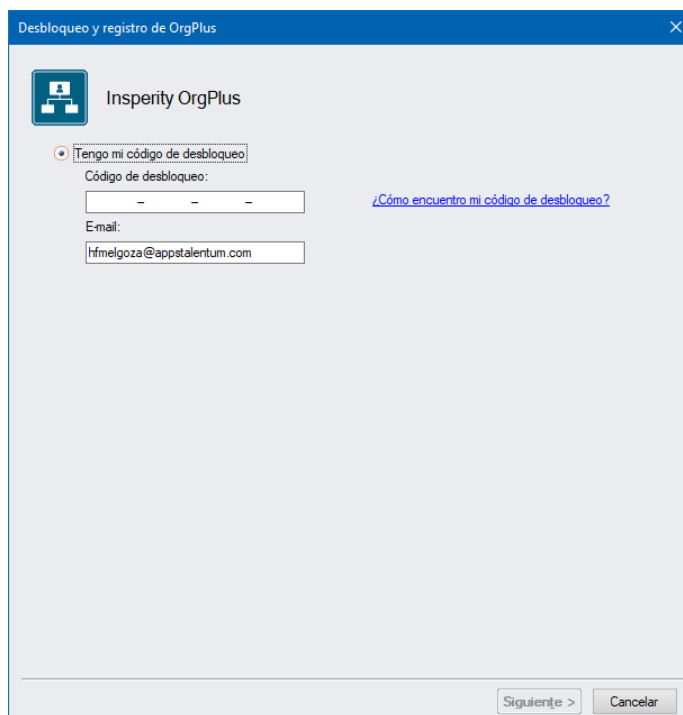 Desbloqueo y registro de OrgPlus
Insperity OrgPlus
Tengo mi código de desbloqueo
Código de desbloqueo:
– – –
¿Cómo encuentro mi código de desbloqueo?
E-mail:
hfmelgoza@appstalentum.com
Siguiente >
Cancelar